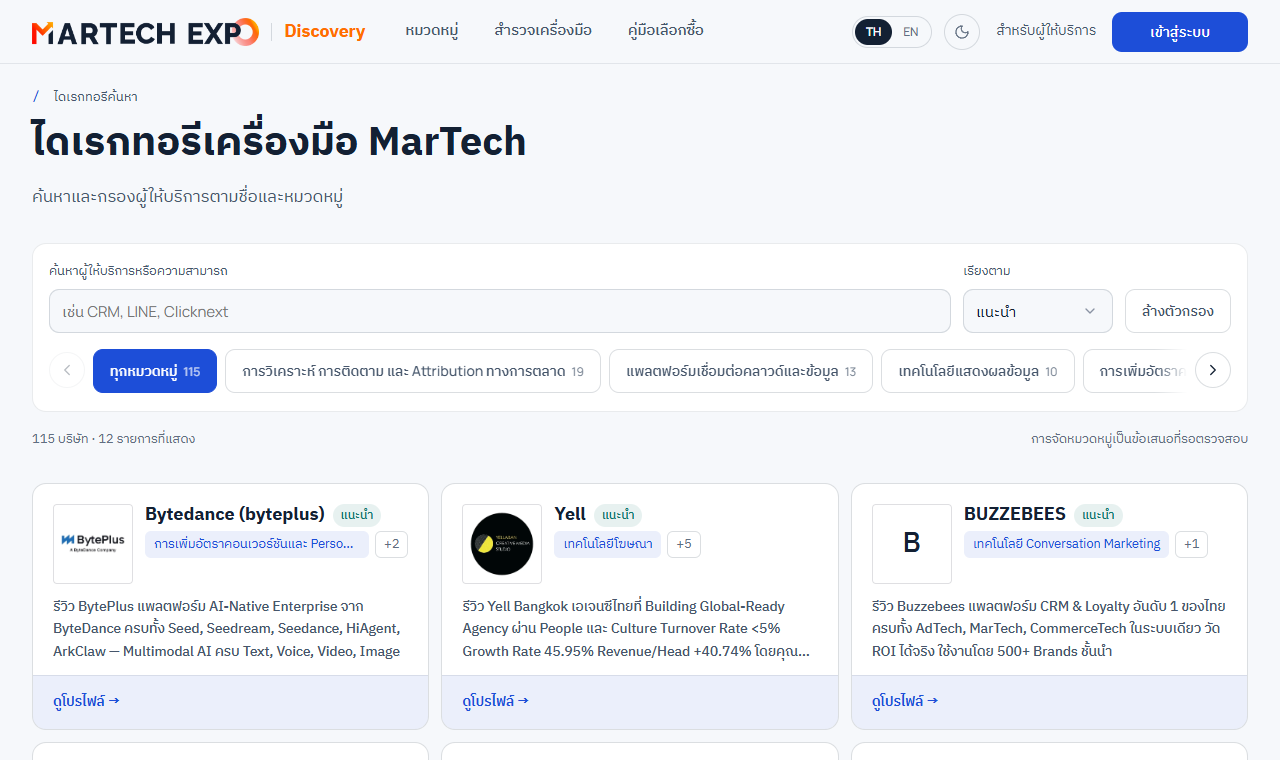 MARTECH EXPO
Discovery
หมวดหมู่
สำรวจเครื่องมือ
คู่มือเลือกซื้อ
TH
EN
สำหรับผู้ให้บริการ
เข้าสู่ระบบ
/ ไดเรกทอรีค้นหา
ไดเรกทอรีเครื่องมือ MarTech
ค้นหาและกรองผู้ให้บริการตามชื่อและหมวดหมู่
ค้นหาผู้ให้บริการหรือความสามารถ
เรียงตาม
เช่น CRM, LINE, Clicknext
แนะนำ
ล้างตัวกรอง
ทุกหมวดหมู่ 115
การวิเคราะห์ การติดตาม และ Attribution ทางการตลาด 19
แพลตฟอร์มเชื่อมต่อคลาวด์และข้อมูล 13
เทคโนโลยีแสดงผลข้อมูล 10
การเพิ่มอัตราค
115 บริษัท · 12 รายการที่แสดง
การจัดหมวดหมู่เป็นข้อเสนอที่รอตรวจสอบ
BytePlus
A ByteDance Company
Bytedance (byteplus)
แนะนำ
การเพิ่มอัตราคอนเวอร์ชันและ Perso...
+2
รีวิว BytePlus แพลตฟอร์ม AI-Native Enterprise จาก
ByteDance ครบทั้ง Seed, Seedream, Seedance, HiAgent,
ArkClaw — Multimodal AI ครบ Text, Voice, Video, Image
ดูโปรไฟล์ →
Yell
แนะนำ
เทคโนโลยีโฆษณา
+5
รีวิว Yell Bangkok เอเจนซีไทยที่ Building Global-Ready
Agency ผ่าน People และ Culture Turnover Rate <5%
Growth Rate 45.95% Revenue/Head +40.74% โดยคุณ...
ดูโปรไฟล์ →
B
BUZZEBEES
แนะนำ
เทคโนโลยี Conversation Marketing
+1
รีวิว Buzzebees แพลตฟอร์ม CRM & Loyalty อันดับ 1 ของไทย
ครบทั้ง AdTech, MarTech, CommerceTech ในระบบเดียว วัด
ROI ได้จริง ใช้งานโดย 500+ Brands ชั้นนำ
ดูโปรไฟล์ →